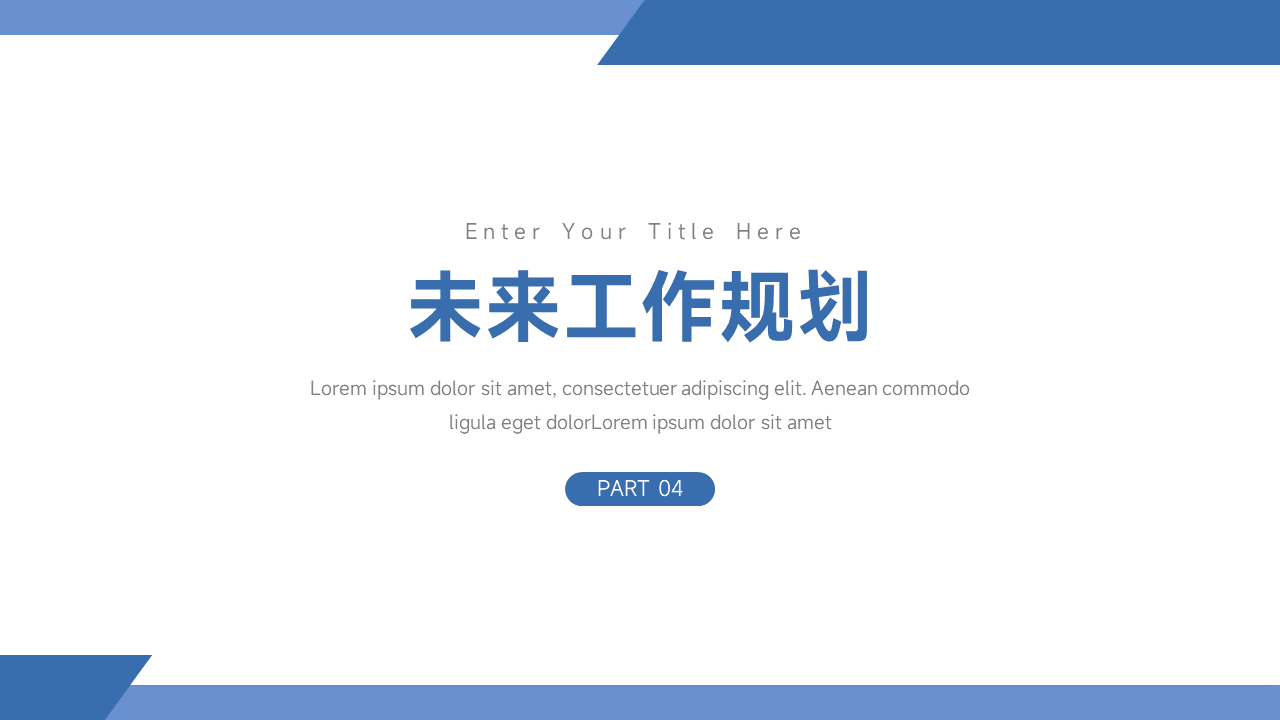 Enter Your Title Here
未来工作规划
Lorem ipsum dolor sit amet, consectetuer adipiscing elit. Aenean commodo
ligula eget dolorLorem ipsum dolor sit amet
PART 04